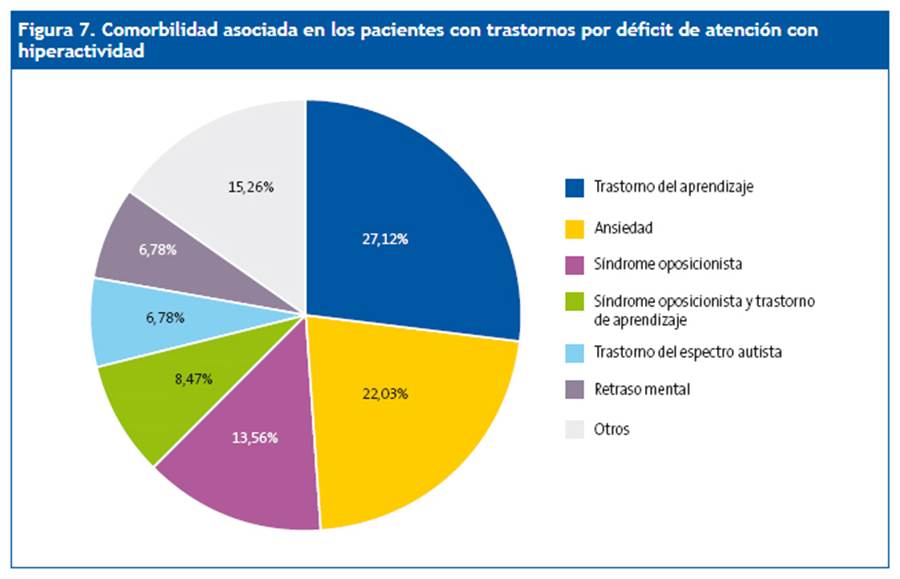 Figura 7. Comorbilidad asociada en los pacientes con trastornos por déficit de atención con
hiperactividad
15,26%
27,12%
6,78%
6,78%
8,47%
22,03%
13,56%
Trastorno del aprendizaje
Ansiedad
Síndrome oposicionista
Síndrome oposicionista y trastorno
de aprendizaje
Trastorno del espectro autista
Retraso mental
Otros